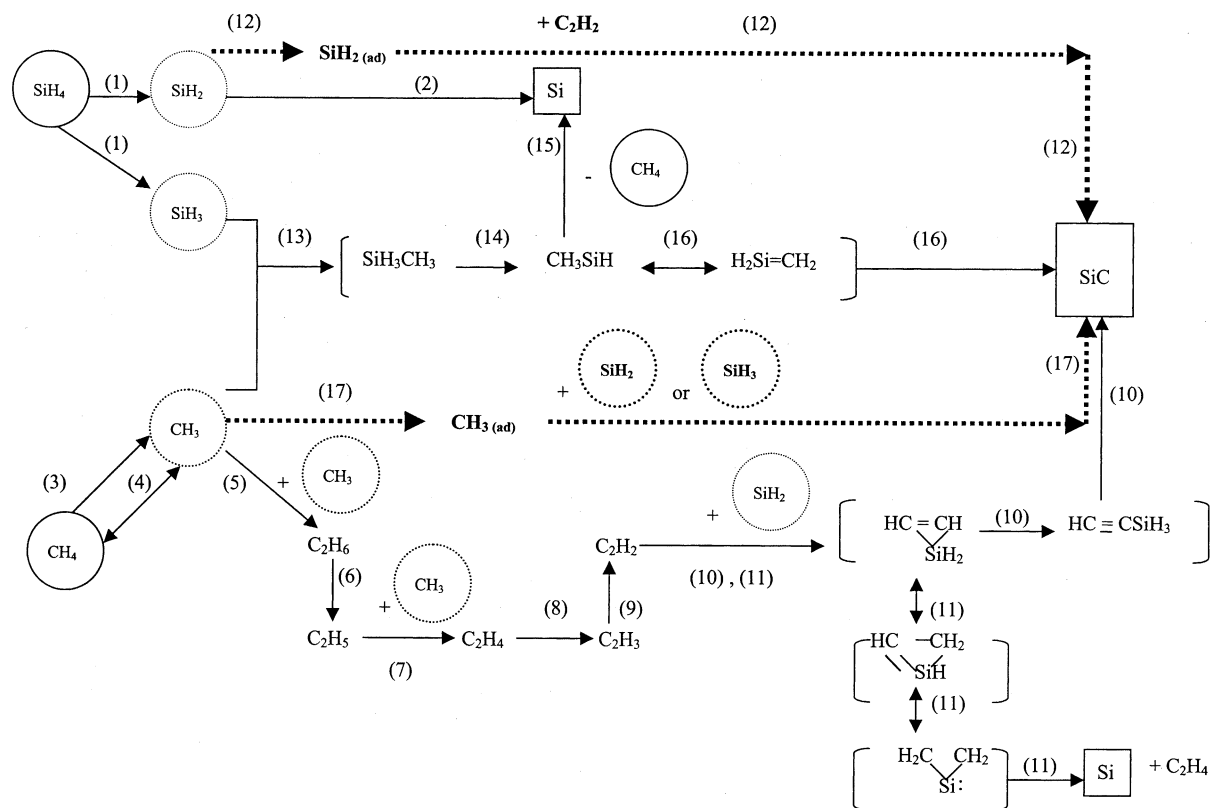 (12) + C₂H₂ (12)
SiH₂ (ad)
SiH₄ (1) SiH₂ (2) Si
(1) (15) (12)
- CH₄
SiH₃
(13) SiH₃CH₃ (14) CH₃SiH (16) H₂Si=CH₂ (16) SiC
+ SiH₂ or SiH₃ (17)
(17) CH₃ (ad) (10)
CH₃
(3) (4) (5) + CH₃ + SiH₂
CH₄ C₂H₆ C₂H₂ (10) , (11) HC=CH (10) HC≡CSiH₃
SiH₂
(6) + CH₃ (8) (9) (11)
C₂H₅ (7) C₂H₄ C₂H₃ HC CH₂
SiH
(11)
H₂C CH₂ (11) Si + C₂H₄
Si: